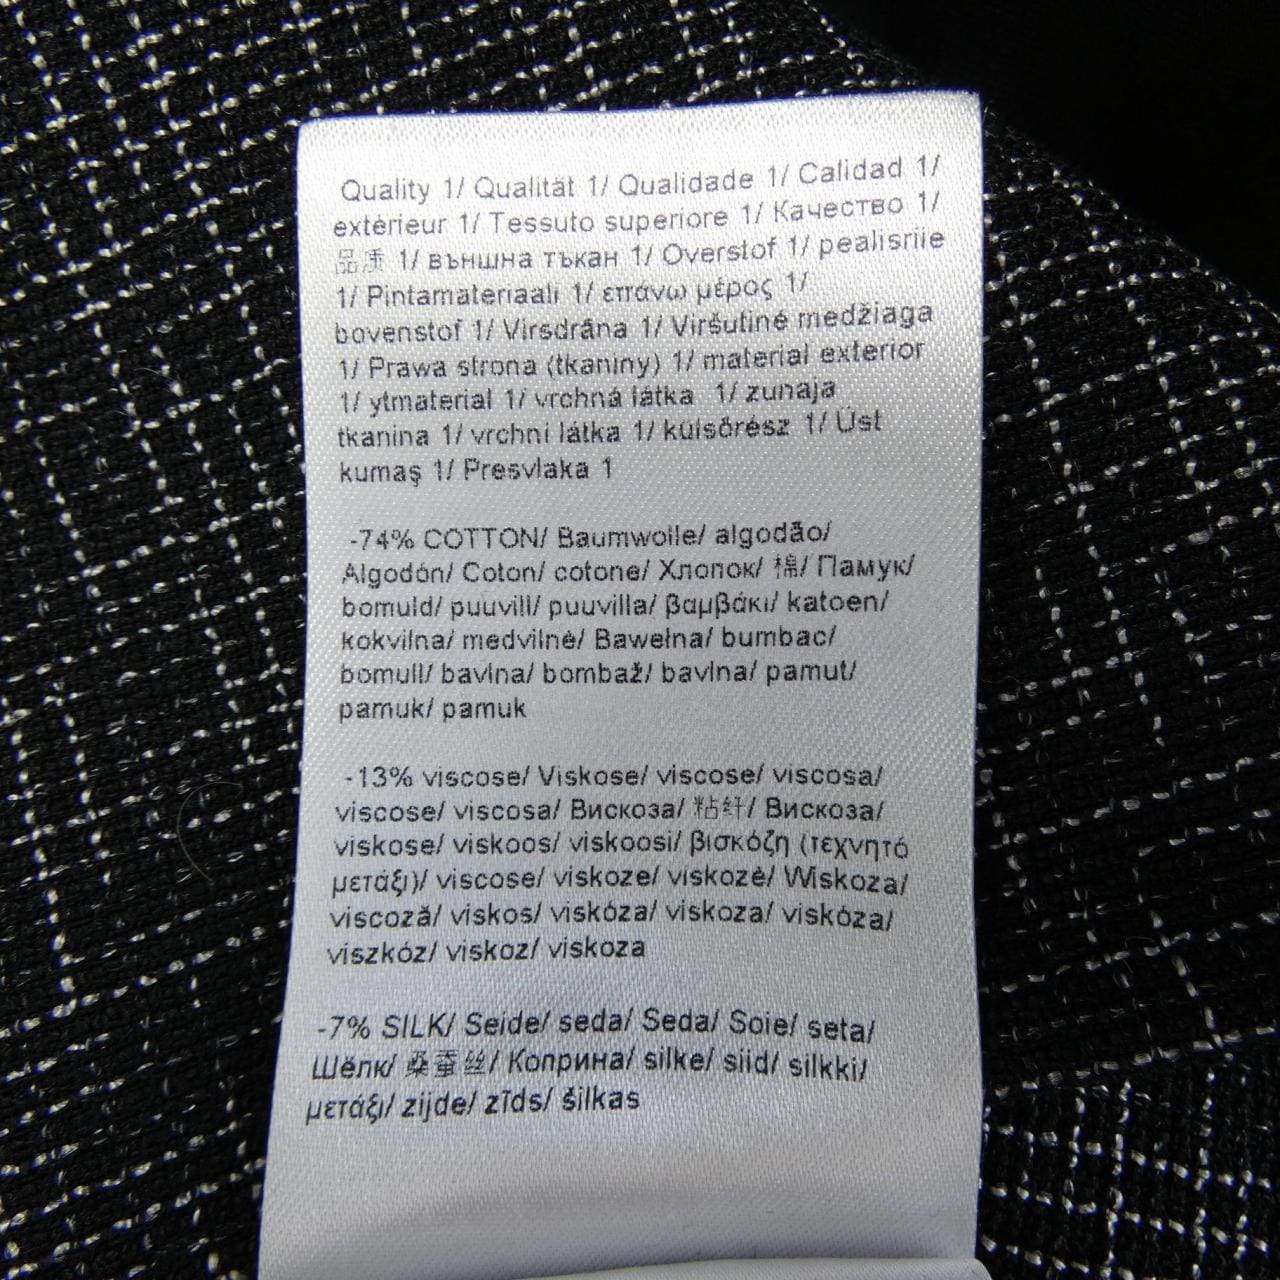 Quality 1/ Qualität 1/ Qualidade 1/ Calidad 1/
extérieur 1/ Tessuto superiore 1/ Качество 1/
品质 1/ външна тъкан 1/ Overstof 1/ pealisriie
1/ Pintamateriaali 1/ επάνω μέρος 1/
bovenstof 1/ Virsdrāna 1/ Viršutinė medžiaga
1/ Prawa strona (tkaniny) 1/ material exterior
1/ ytmaterial 1/ vrchná látka 1/ zunaja
tkanina 1/ vrchní látka 1/ külsőrész 1/ Üst
kumaş 1/ Presvlaka 1
-74% COTTON/ Baumwolle/ algodão/
Algodón/ Coton/ cotone/ Хлопок/ 棉/ Памук/
bomuld/ puuvill/ puuvilla/ βαμβάκι/ katoen/
kokvilna/ medvilnė/ Bawełna/ bumbac/
bomull/ bavlna/ bombaž/ bavlna/ pamut/
pamuk/ pamuk
-13% viscose/ Viskose/ viscose/ viscosa/
viscose/ viscosa/ Вискоза/ 粘纤/ Вискоза/
viskose/ viskoos/ viskoosi/ βισκόζη (τεχνητό
μετάξι)/ viscose/ viskoze/ viskozė/ Wiskoza/
viscoză/ viskos/ viskóza/ viskoza/ viskóza/
viszkóz/ viskoz/ viskoza
-7% SILK/ Seide/ seda/ Seda/ Soie/ seta/
Шёлк/ 桑蚕丝/ Коприна/ silke/ siid/ silkki/
μετάξι/ zijde/ zīds/ šilkas